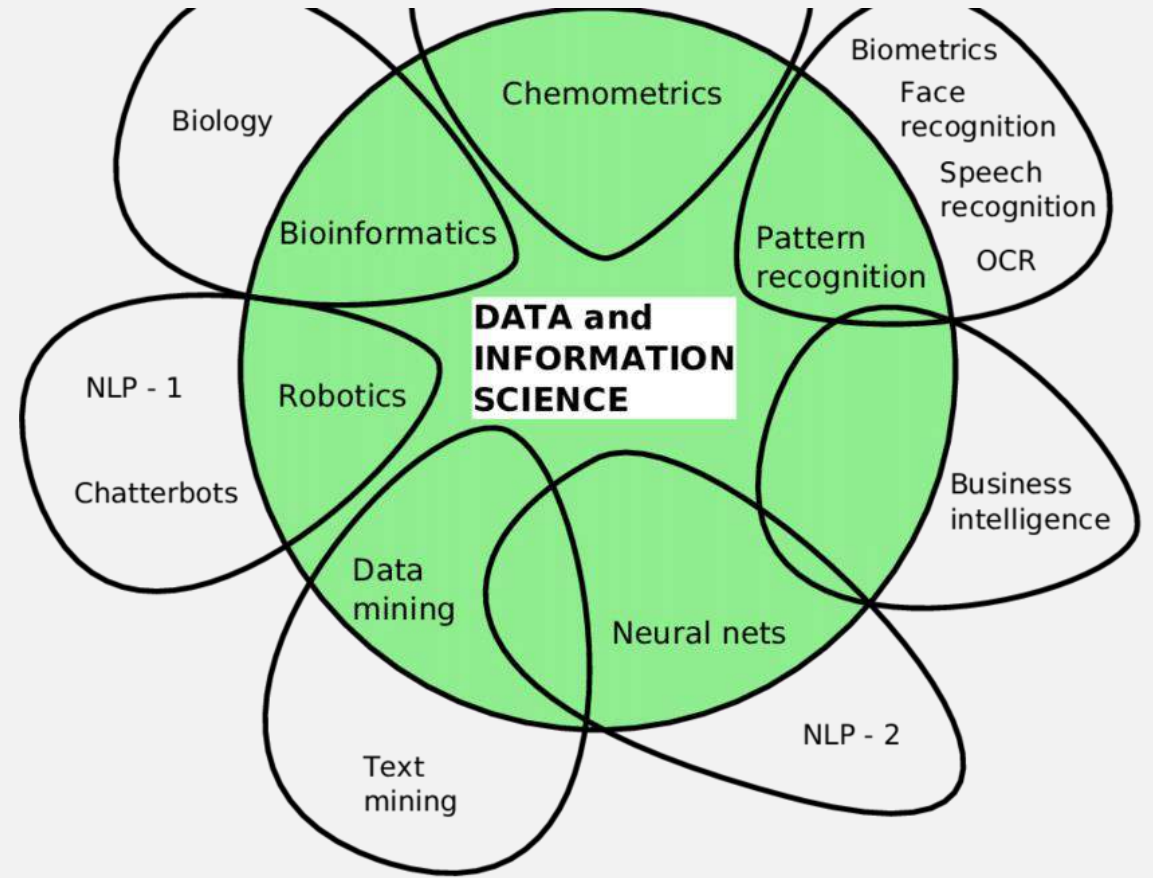 Biometrics
Face
recognition
Speech
recognition
OCR
Chemometrics
Biology
Bioinformatics
Pattern
recognition
DATA and
INFORMATION
SCIENCE
NLP - 1
Robotics
Chatterbots
Business
intelligence
Data
mining
Neural nets
NLP - 2
Text
mining